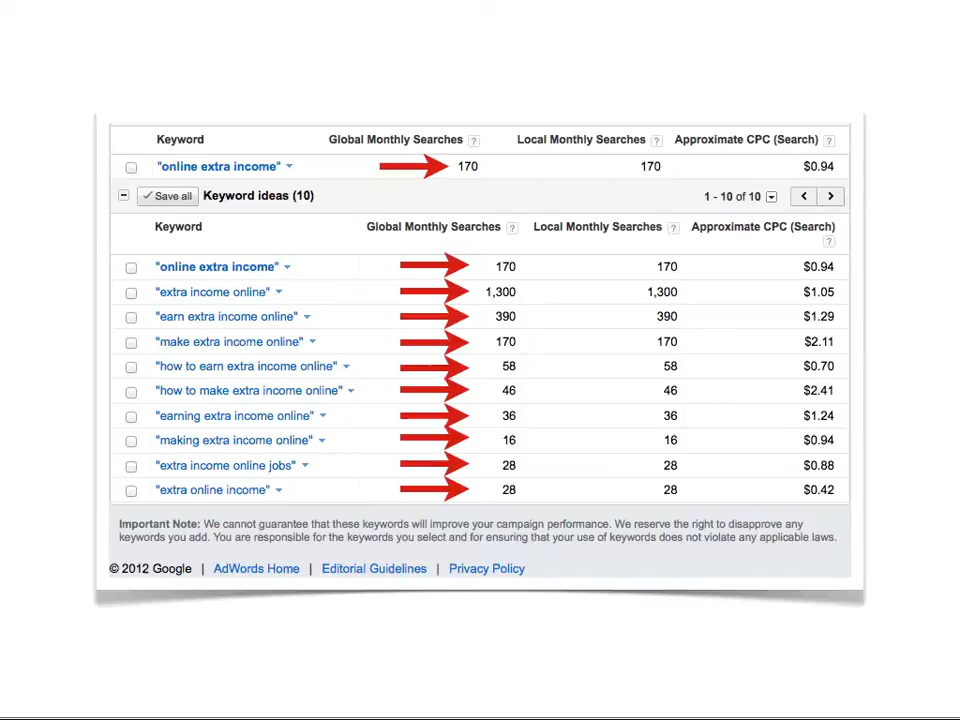 Keyword Global Monthly Searches ? Local Monthly Searches ? Approximate CPC (Search) ?
"online extra income" 170 170 $0.94
Save all Keyword ideas (10) 1 - 10 of 10
Keyword Global Monthly Searches ? Local Monthly Searches ? Approximate CPC (Search)
?
"online extra income" 170 170 $0.94
"extra income online" 1,300 1,300 $1.05
"earn extra income online" 390 390 $1.29
"make extra income online" 170 170 $2.11
"how to earn extra income online" 58 58 $0.70
"how to make extra income online" 46 46 $2.41
"earning extra income online" 36 36 $1.24
"making extra income online" 16 16 $0.94
"extra income online jobs" 28 28 $0.88
"extra online income" 28 28 $0.42
Important Note: We cannot guarantee that these keywords will improve your campaign performance. We reserve the right to disapprove any
keywords you add. You are responsible for the keywords you select and for ensuring that your use of keywords does not violate any applicable laws.
© 2012 Google | AdWords Home | Editorial Guidelines | Privacy Policy